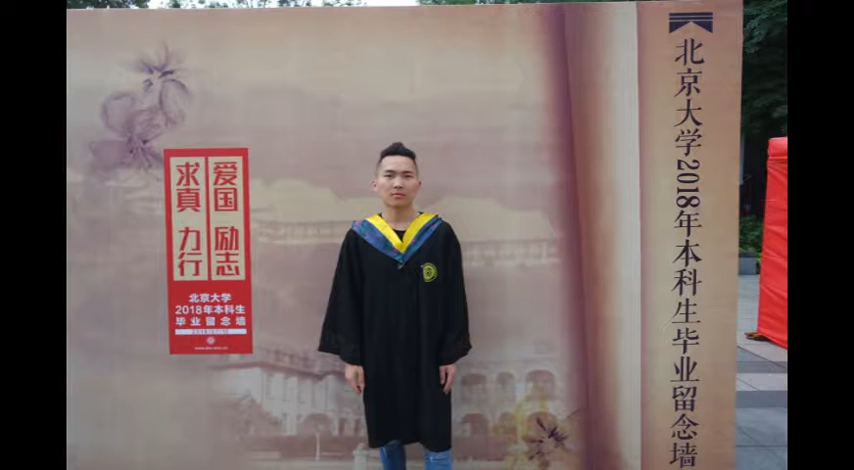 爱国 励志
求真 力行
北京大学
2018年本科生
毕业留念墙
北京大学2018年本科生毕业留念墙